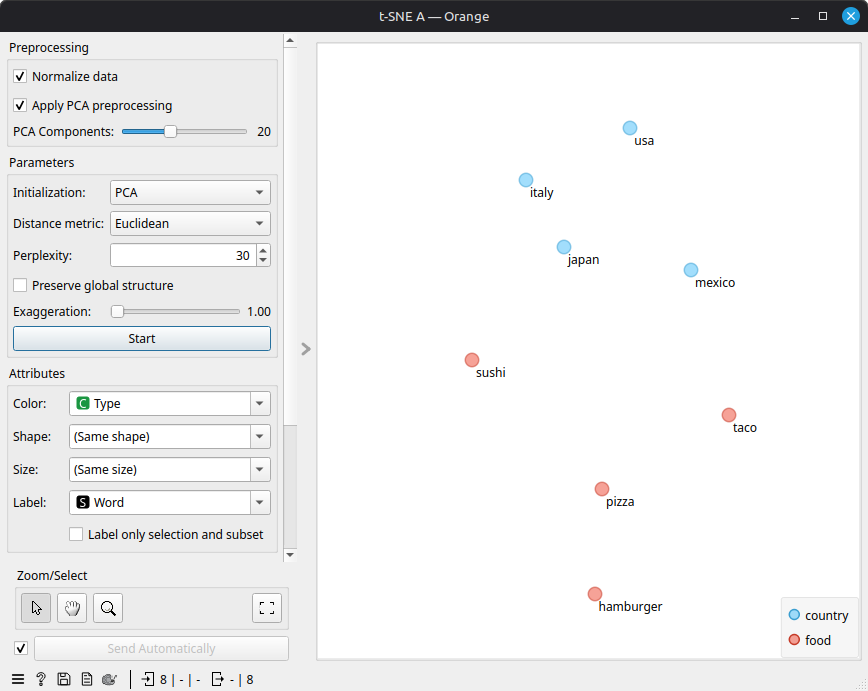 t-SNE A — Orange
Preprocessing
Normalize data
Apply PCA preprocessing
PCA Components: 20
Parameters
Initialization: PCA
Distance metric: Euclidean
Perplexity: 30
Preserve global structure
Exaggeration: 1.00
Start
Attributes
Color: C Type
Shape: (Same shape)
Size: (Same size)
Label: S Word
Label only selection and subset
Zoom/Select
Send Automatically
8 | - | - - | 8
usa
italy
japan
mexico
sushi
taco
pizza
hamburger
country
food